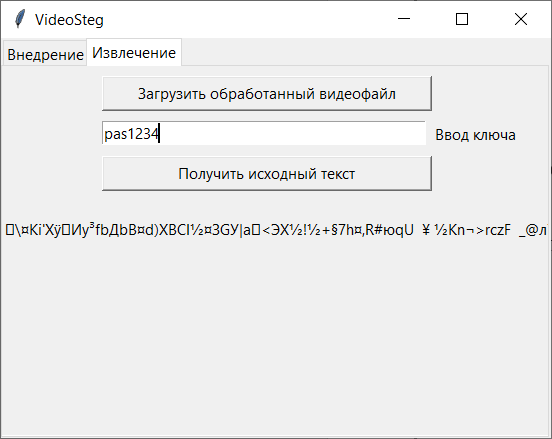 VideoSteg
Внедрение Извлечение
Загрузить обработанный видеофайл
pas1234 Ввод ключа
Получить исходный текст